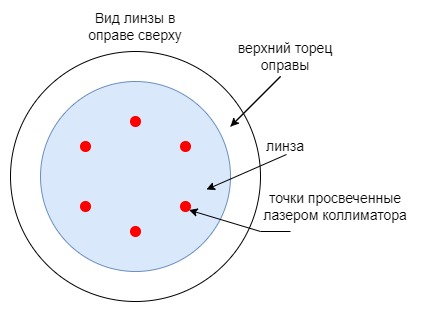 Вид линзы в
оправе сверху
верхний торец
оправы
линза
точки просвеченные
лазером коллиматора